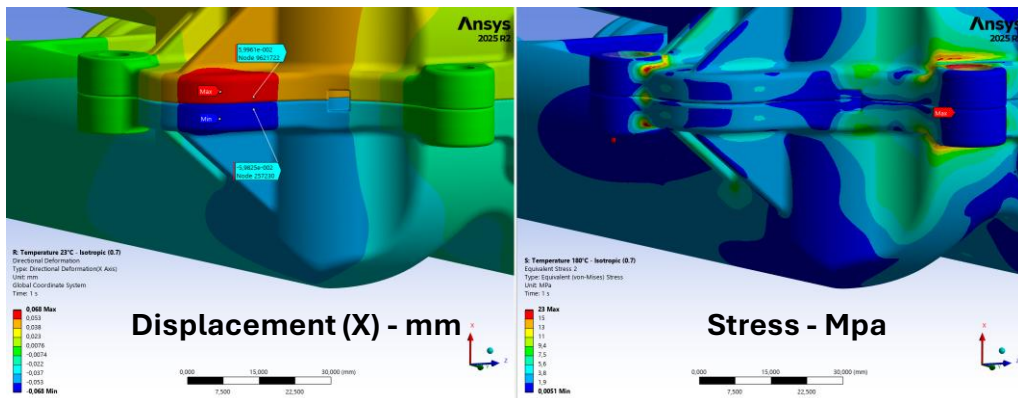 Ansys
2025 R2
5,9961e-002
Node 9621722
Max
Min
-5,9825e-002
Node 257230
R: Temperature 23°C - Isotropic (0.7)
Directional Deformation
Type: Directional Deformation(X Axis)
Unit: mm
Global Coordinate System
Time: 1 s
0,068 Max
0,053
0,038
0,023
0,0076
-0,0074
-0,022
-0,037
-0,053
-0,068 Min
Displacement (X) - mm
0,000
15,000
30,000 (mm)
7,500
22,500
X
Z
Ansys
2025 R2
Max
S: Temperature 180°C - Isotropic (0.7)
Equivalent Stress 2
Type: Equivalent (von-Mises) Stress
Unit: MPa
Time: 1 s
23 Max
15
13
11
9,4
7,5
5,6
3,8
1,9
0,0051 Min
Stress - Mpa
0,000
15,000
30,000 (mm)
7,500
22,500
X
Z